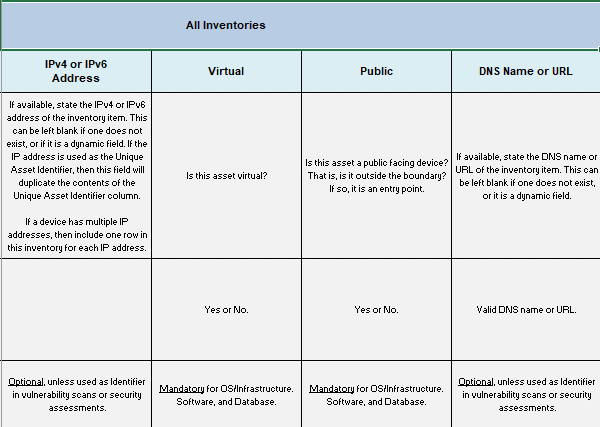 All Inventories
IPv4 or IPv6
Address
Virtual
Public
DNS Name or URL
If available, state the IPv4 or IPv6
address of the inventory item. This
can be left blank if one does not
exist, or if it is a dynamic field. If the
IP address is used as the Unique
Asset Identifier, then this field will
duplicate the contents of the
Unique Asset Identifier column.
If a device has multiple IP
addresses, then include one row in
this inventory for each IP address.
Is this asset virtual?
Is this asset a public facing device?
That is, is it outside the boundary?
If so, it is an entry point.
If available, state the DNS name or
URL of the inventory item. This can
be left blank if one does not exist,
or it is a dynamic field.
Yes or No.
Yes or No.
Valid DNS name or URL.
Optional, unless used as Identifier
in vulnerability scans or security
assessments.
Mandatory for OS/Infrastructure.
Software, and Database.
Mandatory for OS/Infrastructure.
Software, and Database.
Optional, unless used as Identifier
in vulnerability scans or security
assessments.